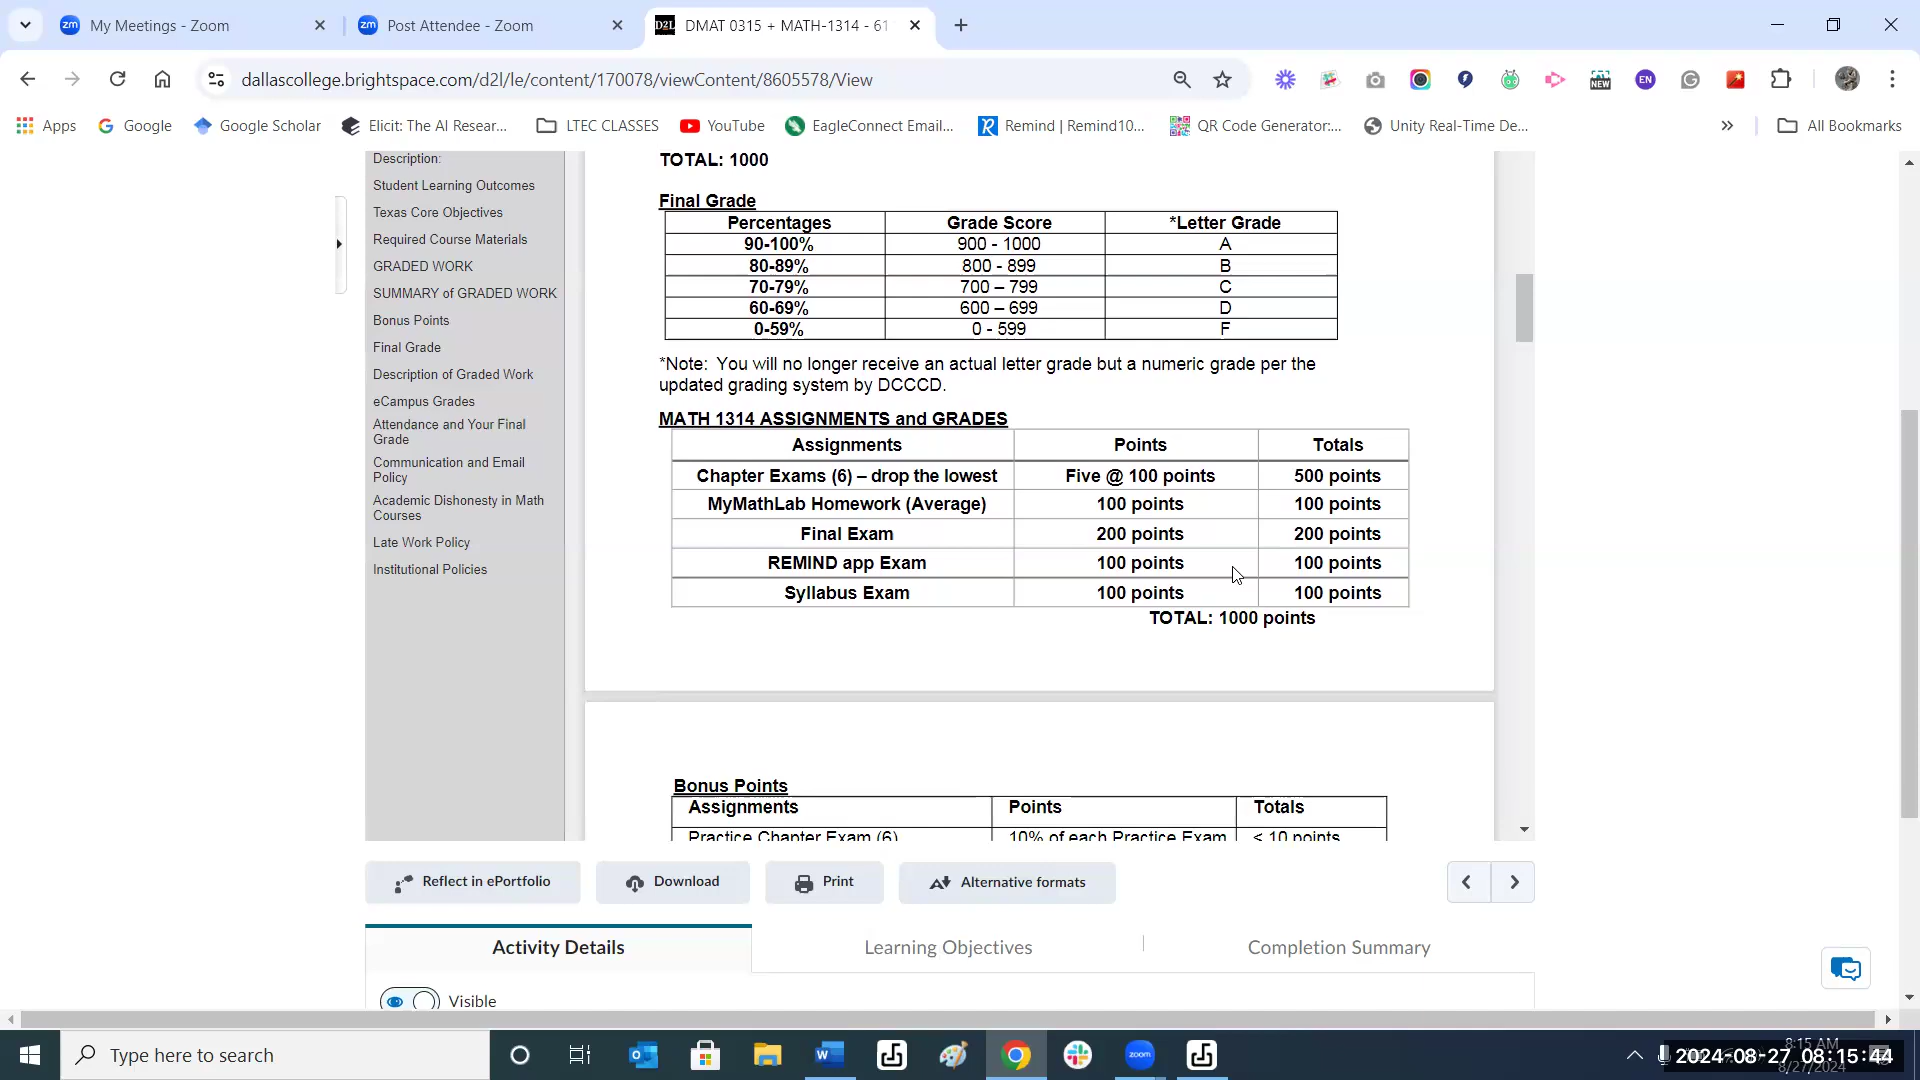 My Meetings - Zoom
Post Attendee - Zoom
DMAT 0315 + MATH-1314 - 61
dallascollege.brightspace.com/d2l/le/content/170078/viewContent/8605578/View
Apps
Google
Google Scholar
Elicit: The AI Resear...
LTEC CLASSES
YouTube
EagleConnect Email...
Remind | Remind10...
QR Code Generator:...
Unity Real-Time De...
All Bookmarks
Description:
Student Learning Outcomes
Texas Core Objectives
Required Course Materials
GRADED WORK
SUMMARY of GRADED WORK
Bonus Points
Final Grade
Description of Graded Work
eCampus Grades
Attendance and Your Final
Grade
Communication and Email
Policy
Academic Dishonesty in Math
Courses
Late Work Policy
Institutional Policies
TOTAL: 1000
Final Grade
Percentages Grade Score *Letter Grade
90-100% 900 - 1000 A
80-89% 800 - 899 B
70-79% 700 – 799 C
60-69% 600 – 699 D
0-59% 0 - 599 F
*Note: You will no longer receive an actual letter grade but a numeric grade per the
updated grading system by DCCCD.
MATH 1314 ASSIGNMENTS and GRADES
Assignments Points Totals
Chapter Exams (6) – drop the lowest Five @ 100 points 500 points
MyMathLab Homework (Average) 100 points 100 points
Final Exam 200 points 200 points
REMIND app Exam 100 points 100 points
Syllabus Exam 100 points 100 points
TOTAL: 1000 points
Bonus Points
Assignments Points Totals
Practice Chapter Exam (6) 10% of each Practice Exam < 10 points
Reflect in ePortfolio
Download
Print
Alternative formats
Activity Details
Learning Objectives
Completion Summary
Visible
Type here to search
8:15 AM
8/27/2024
2024-08-27 08:15:44